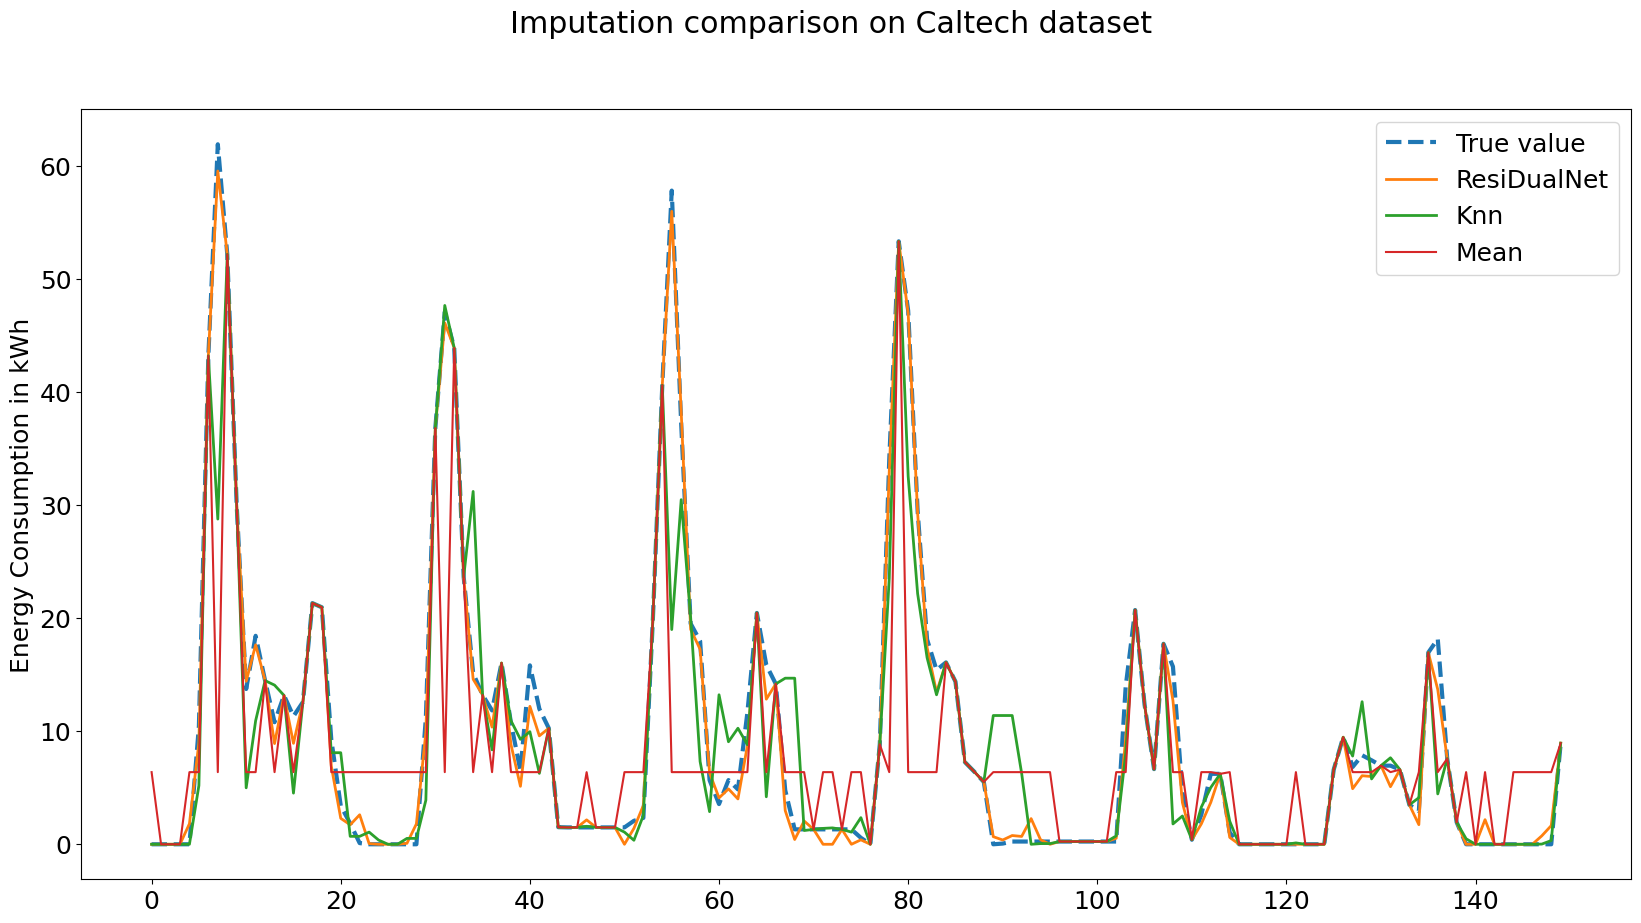 Imputation comparison on Caltech dataset
True value
ResiDualNet
Knn
Mean
Energy Consumption in kWh
60
50
40
30
20
10
0
0 20 40 60 80 100 120 140